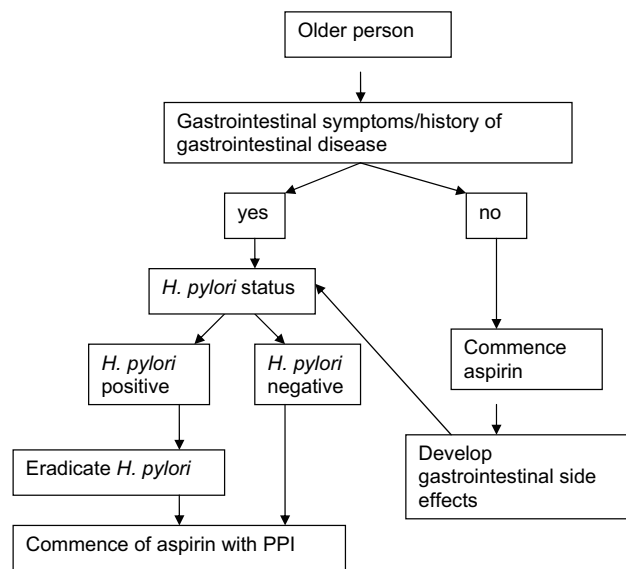 Older person
Gastrointestinal symptoms/history of
gastrointestinal disease
yes
no
H. pylori status
H. pylori
positive
H. pylori
negative
Commence
aspirin
Eradicate H. pylori
Develop
gastrointestinal side
effects
Commence of aspirin with PPI